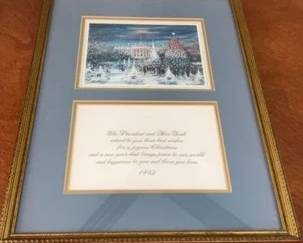 The President and Mrs. Bush
extend to you their best wishes
for a joyous Christmas
and a new year that brings peace to our world
and happiness to you and those you love
1992